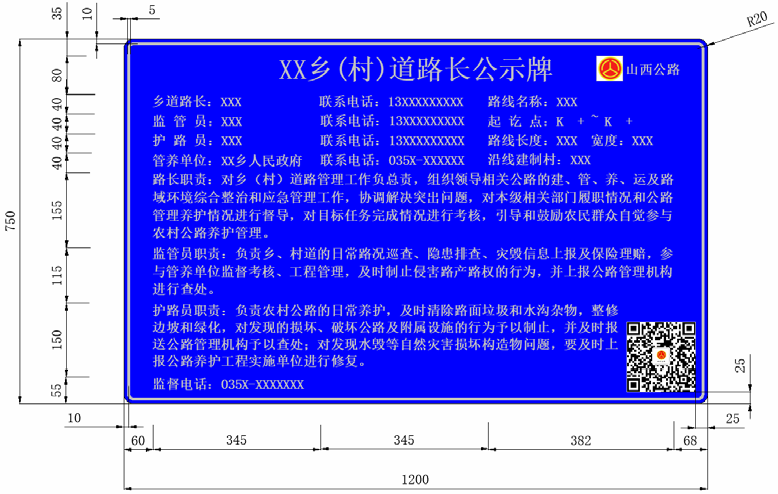 35
10
5
R20
XX乡(村)道路长公示牌
山西公路
80
乡道路长：XXX 联系电话：13XXXXXXXXX 路线名称：XXX
40
监 管 员：XXX 联系电话：13XXXXXXXXX 起 讫 点：K + ~ K +
40
护 路 员：XXX 联系电话：13XXXXXXXXX 路线长度：XXX 宽度：XXX
40
管养单位：XX乡人民政府 联系电话：035X-XXXXXX 沿线建制村：XXX
40
路长职责：对乡（村）道路管理工作负总责，组织领导相关公路的建、管、养、运及路
域环境综合整治和应急管理工作，协调解决突出问题，对本级相关部门履职情况和公路
管理养护情况进行督导，对目标任务完成情况进行考核，引导和鼓励农民群众自觉参与
农村公路养护管理。
155
750
监管员职责：负责乡、村道的日常路况巡查、隐患排查、灾毁信息上报及保险理赔，参
与管养单位监督考核、工程管理，及时制止侵害路产路权的行为，并上报公路管理机构
进行查处。
115
护路员职责：负责农村公路的日常养护，及时清除路面垃圾和水沟杂物，整修
边坡和绿化，对发现的损坏、破坏公路及附属设施的行为予以制止，并及时报
送公路管理机构予以查处；对发现水毁等自然灾害损坏构造物问题，要及时上
报公路养护工程实施单位进行修复。
150
监督电话：035X-XXXXXXX
55
25
10
25
60
345
345
382
68
1200